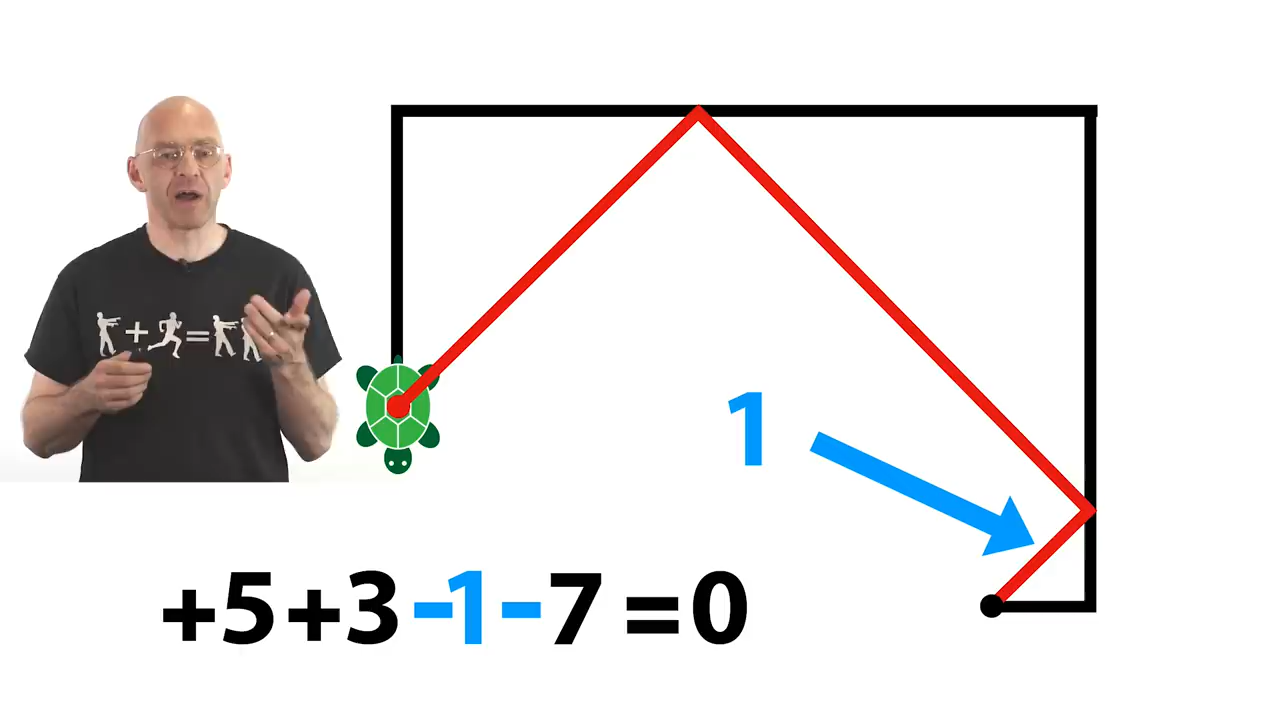 1
+ =
+5+3-1-7=0